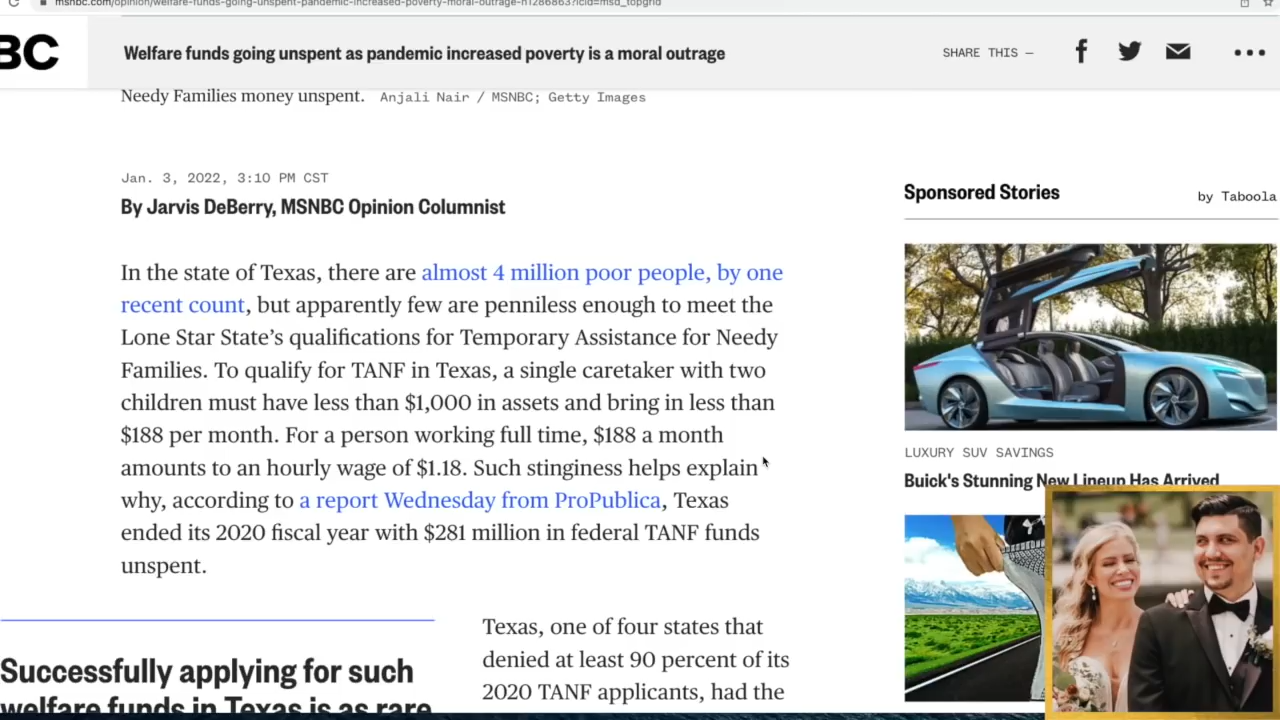 msnbc.com/opinion/welfare-funds-going-unspent-pandemic-increased-poverty-moral-outrage-n1286863?icid=msd_topgrid
BC
Welfare funds going unspent as pandemic increased poverty is a moral outrage
SHARE THIS —
Needy Families money unspent. Anjali Nair / MSNBC; Getty Images
Jan. 3, 2022, 3:10 PM CST
By Jarvis DeBerry, MSNBC Opinion Columnist
In the state of Texas, there are almost 4 million poor people, by one
recent count, but apparently few are penniless enough to meet the
Lone Star State’s qualifications for Temporary Assistance for Needy
Families. To qualify for TANF in Texas, a single caretaker with two
children must have less than $1,000 in assets and bring in less than
$188 per month. For a person working full time, $188 a month
amounts to an hourly wage of $1.18. Such stinginess helps explain
why, according to a report Wednesday from ProPublica, Texas
ended its 2020 fiscal year with $281 million in federal TANF funds
unspent.
Successfully applying for such
welfare funds in Texas is as rare
Texas, one of four states that
denied at least 90 percent of its
2020 TANF applicants, had the
Sponsored Stories
by Taboola
LUXURY SUV SAVINGS
Buick's Stunning New Lineup Has Arrived